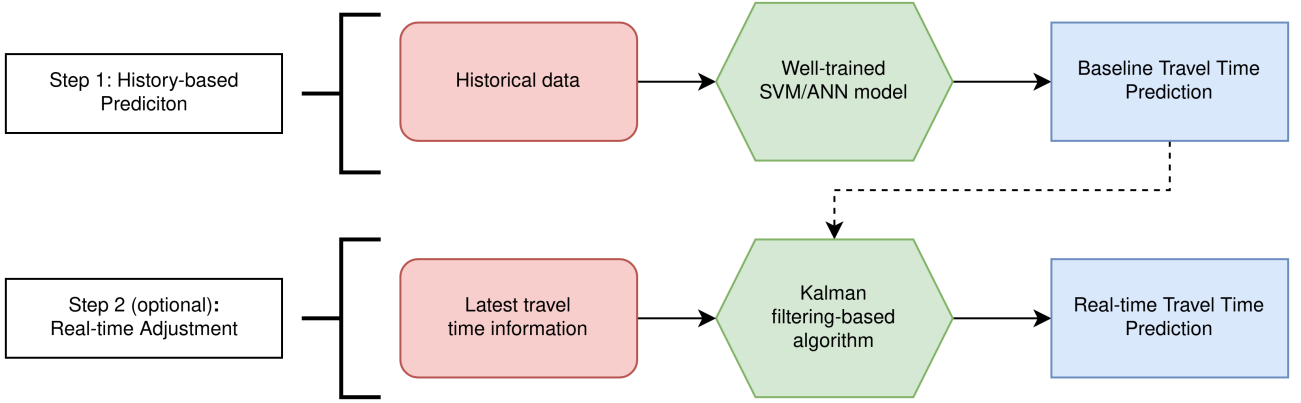 Step 1: History-based
Prediciton
Historical data
Well-trained
SVM/ANN model
Baseline Travel Time
Prediction
Step 2 (optional):
Real-time Adjustment
Latest travel
time information
Kalman
filtering-based
algorithm
Real-time Travel Time
Prediction